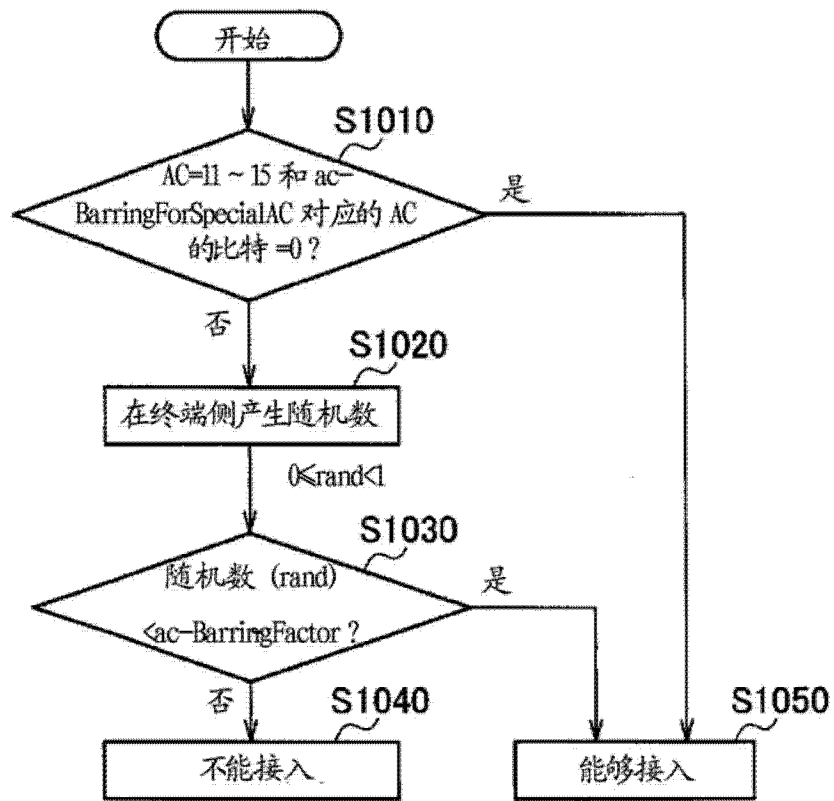 开始
S1010
AC=11~15 和 ac-
BarringForSpecialAC 对应的 AC
的比特 =0？
是
否
S1020
在终端侧产生随机数
0≤rand<1
S1030
随机数 (rand)
<ac-BarringFactor？
是
否
S1040
不能接入
S1050
能够接入